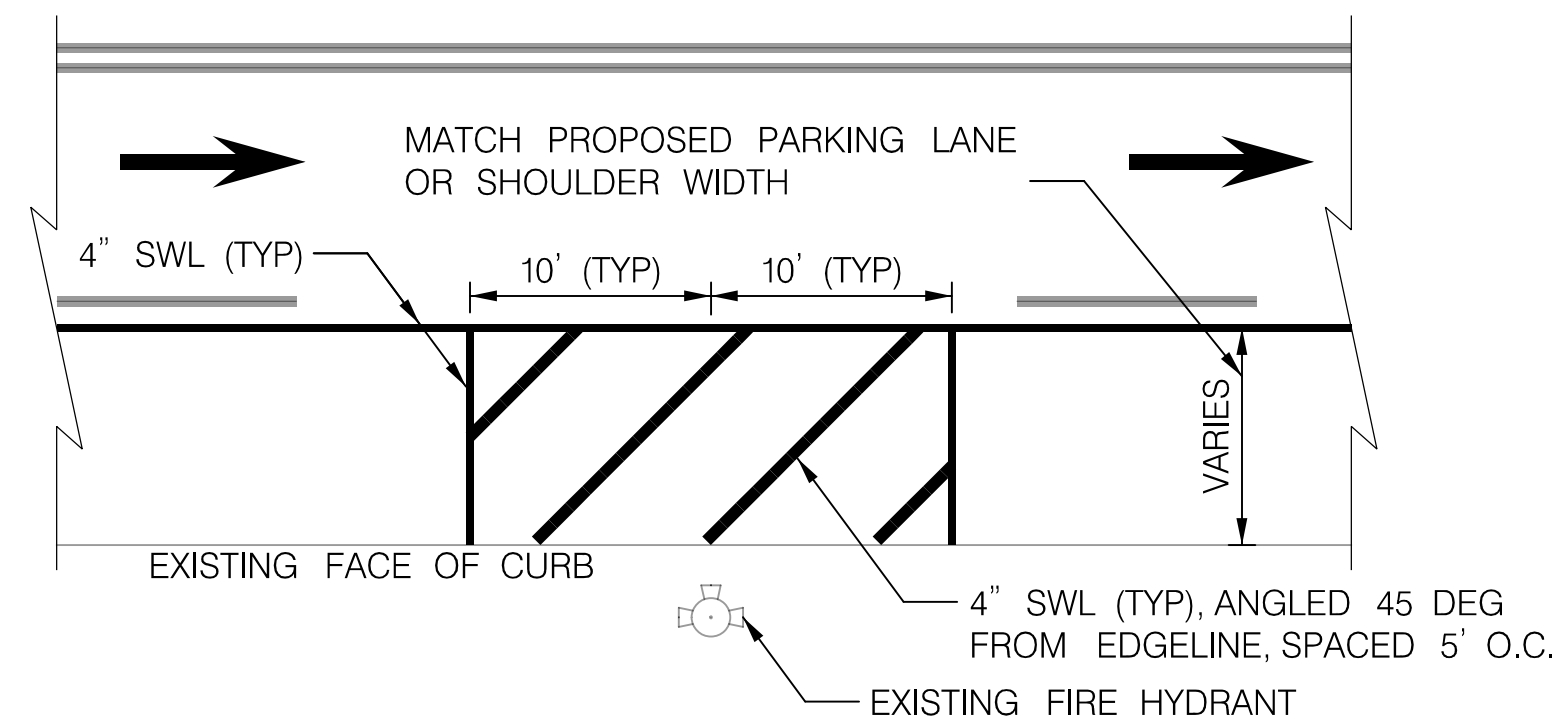 MATCH PROPOSED PARKING LANE
OR SHOULDER WIDTH
4” SWL (TYP)
10’ (TYP)
10’ (TYP)
VARIES
EXISTING FACE OF CURB
4” SWL (TYP), ANGLED 45 DEG
FROM EDGELINE, SPACED 5’ O.C.
EXISTING FIRE HYDRANT